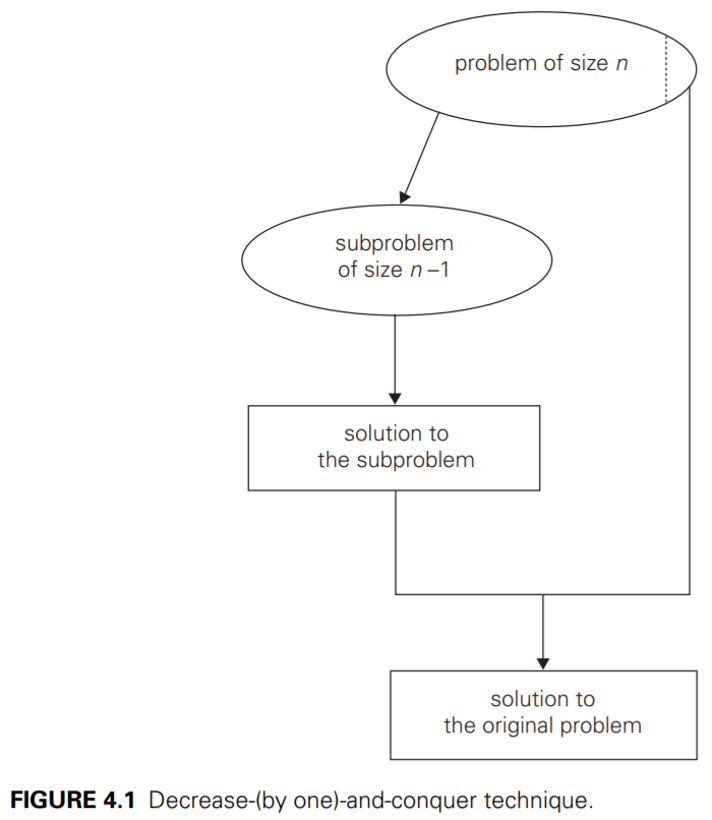 problem of size n
subproblem
of size n –1
solution to
the subproblem
solution to
the original problem
FIGURE 4.1 Decrease-(by one)-and-conquer technique.